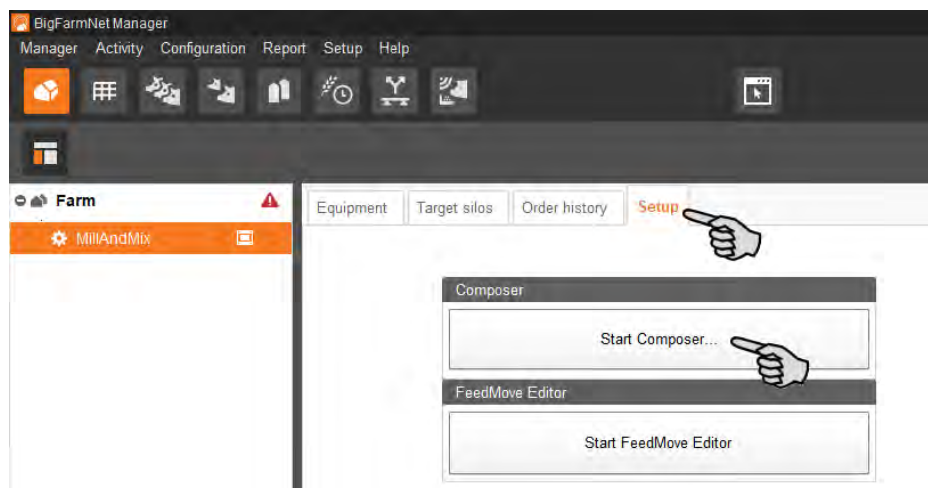 BigFarmNet Manager
Manager Activity Configuration Report Setup Help
Farm
Equipment Target silos Order history Setup
MillAndMix
Composer
Start Composer...
FeedMove Editor
Start FeedMove Editor